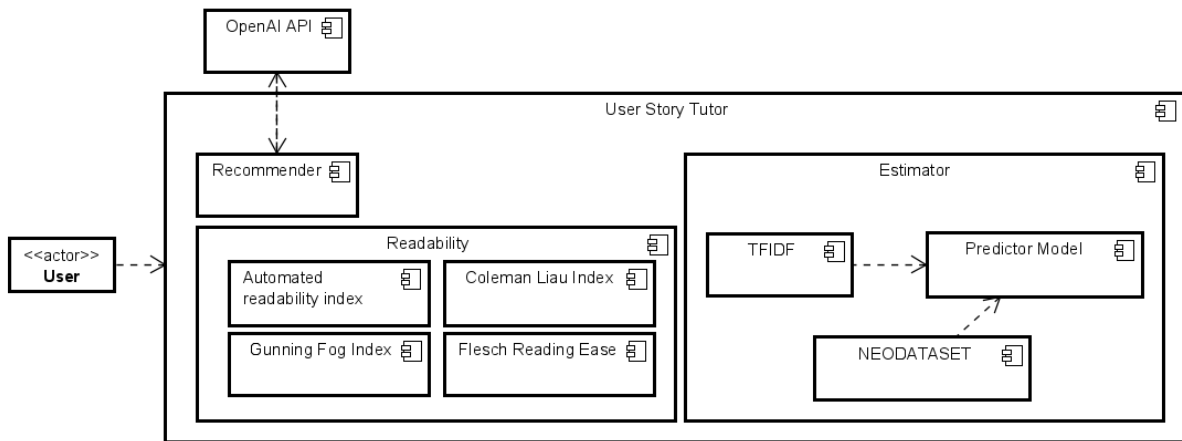 OpenAI API
User Story Tutor
Recommender
Estimator
Readability
<<actor>>
User
TFIDF
Predictor Model
Automated
readability index
Coleman Liau Index
Gunning Fog Index
Flesch Reading Ease
NEODATASET